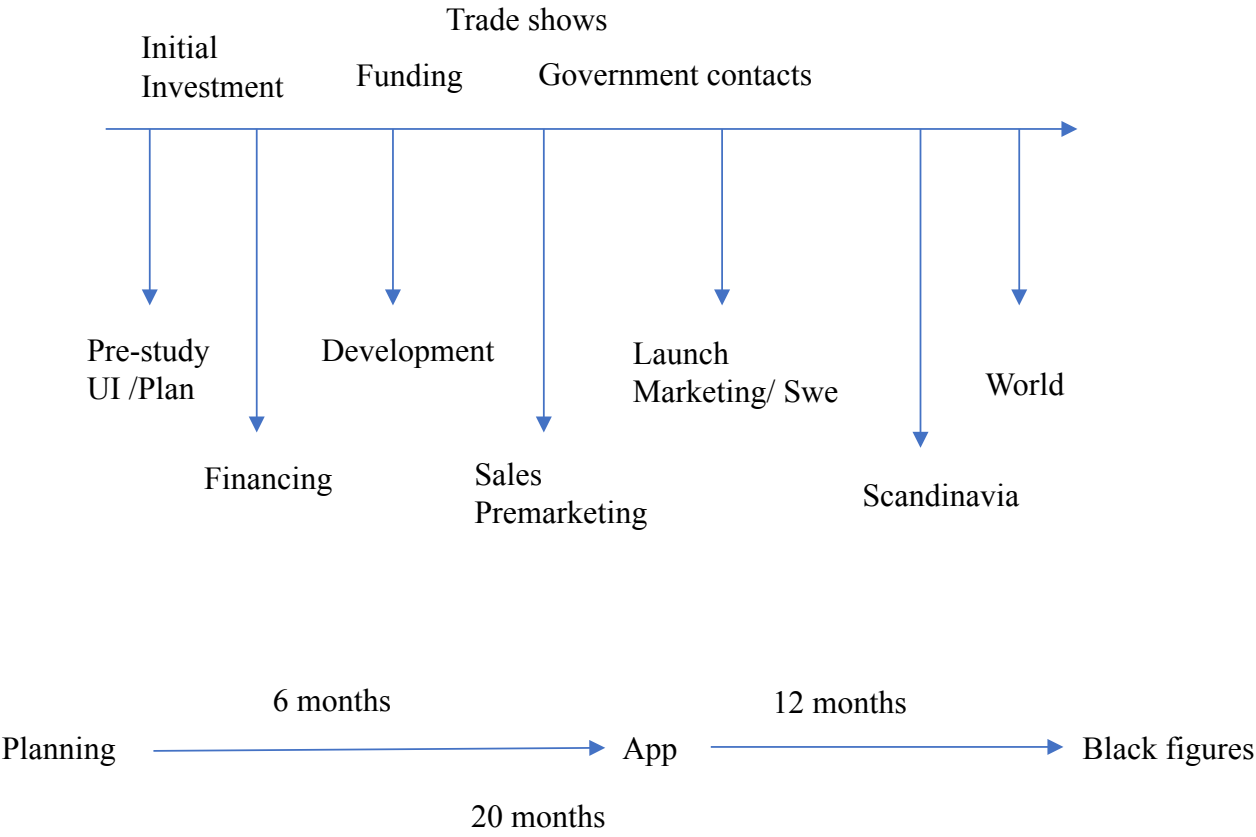 Trade shows
Initial
Investment
Funding
Government contacts
Pre-study
UI /Plan
Development
Launch
Marketing/ Swe
World
Financing
Sales
Premarketing
Scandinavia
6 months
12 months
Planning
App
Black figures
20 months